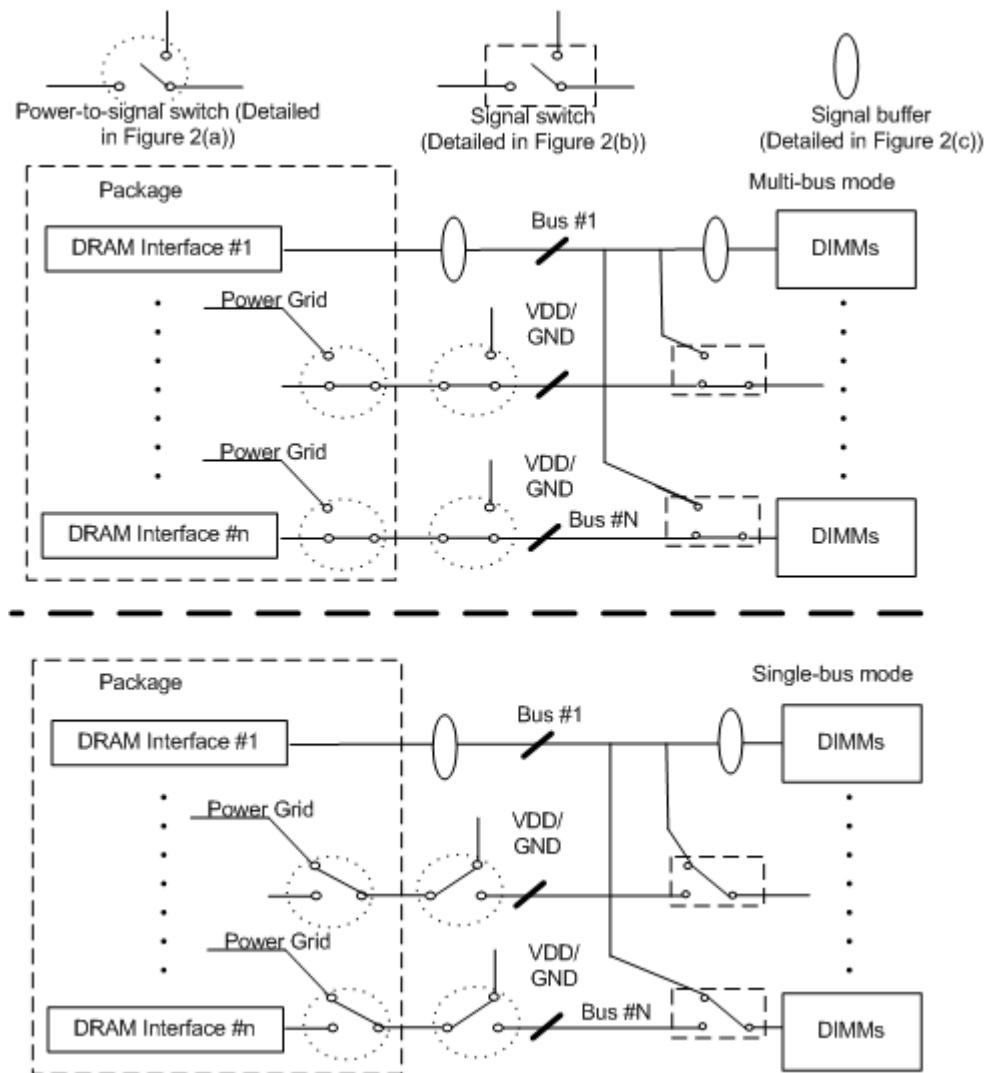 Power-to-signal switch (Detailed
in Figure 2(a))
Signal switch
(Detailed in Figure 2(b))
Signal buffer
(Detailed in Figure 2(c))
Package
Multi-bus mode
DRAM Interface #1
Bus #1
DIMMs
Power Grid
VDD/
GND
Power Grid
VDD/
GND
DRAM Interface #n
Bus #N
DIMMs
Package
Single-bus mode
DRAM Interface #1
Bus #1
DIMMs
Power Grid
VDD/
GND
Power Grid
VDD/
GND
DRAM Interface #n
Bus #N
DIMMs